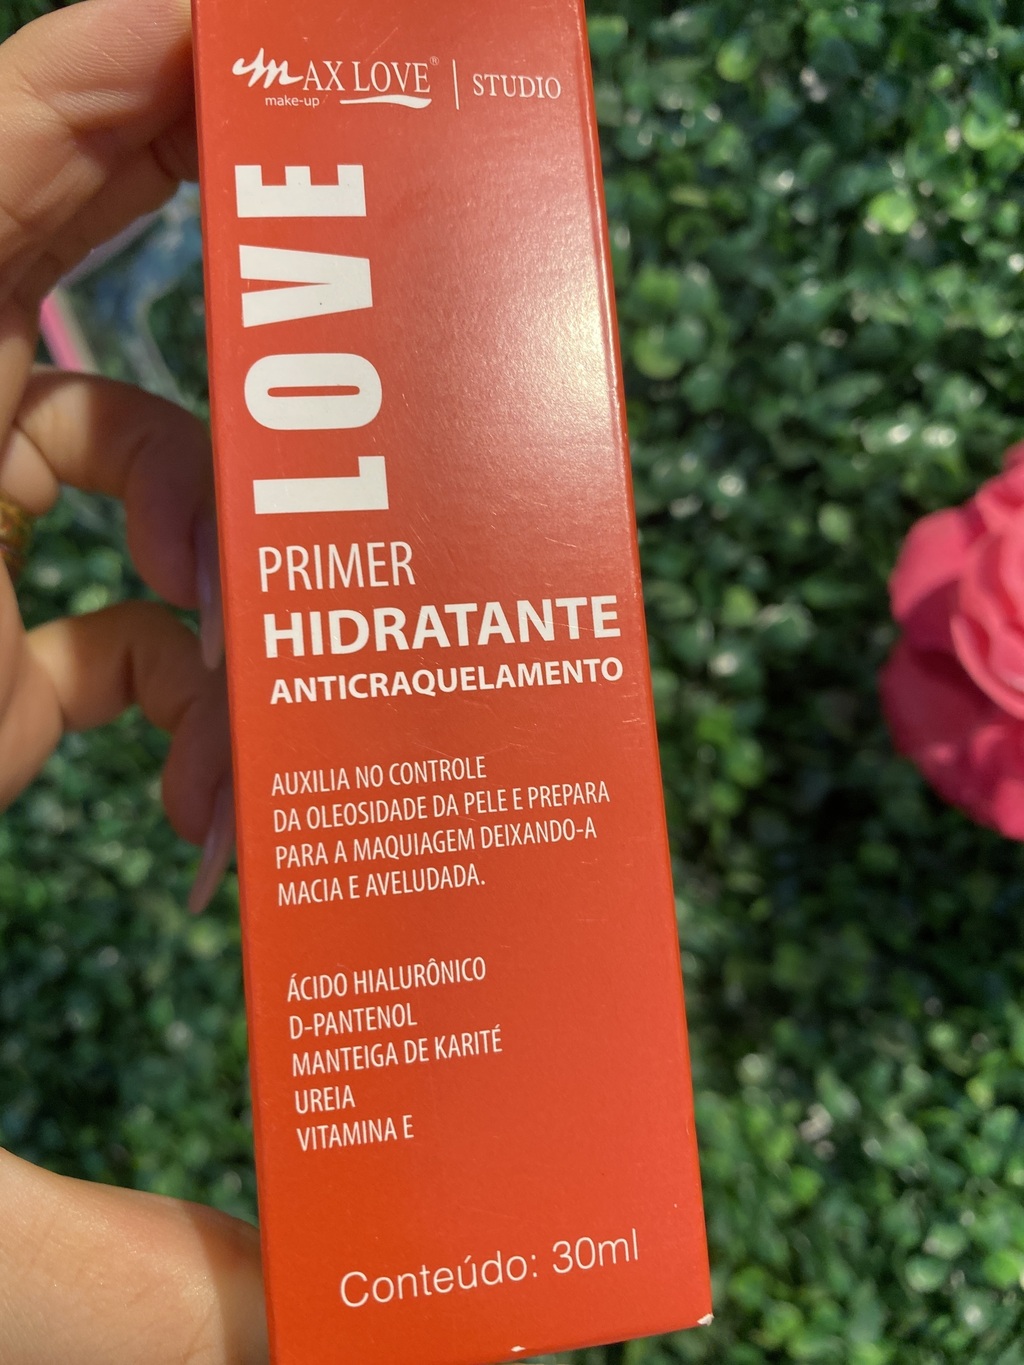 MAX LOVE® | STUDIO
make-up
LOVE
PRIMER
HIDRATANTE
ANTICRAQUELAMENTO
AUXILIA NO CONTROLE
DA OLEOSIDADE DA PELE E PREPARA
PARA A MAQUIAGEM DEIXANDO-A
MACIA E AVELUDADA.
ÁCIDO HIALURÔNICO
D-PANTENOL
MANTEIGA DE KARITÉ
UREIA
VITAMINA E
Conteúdo: 30ml